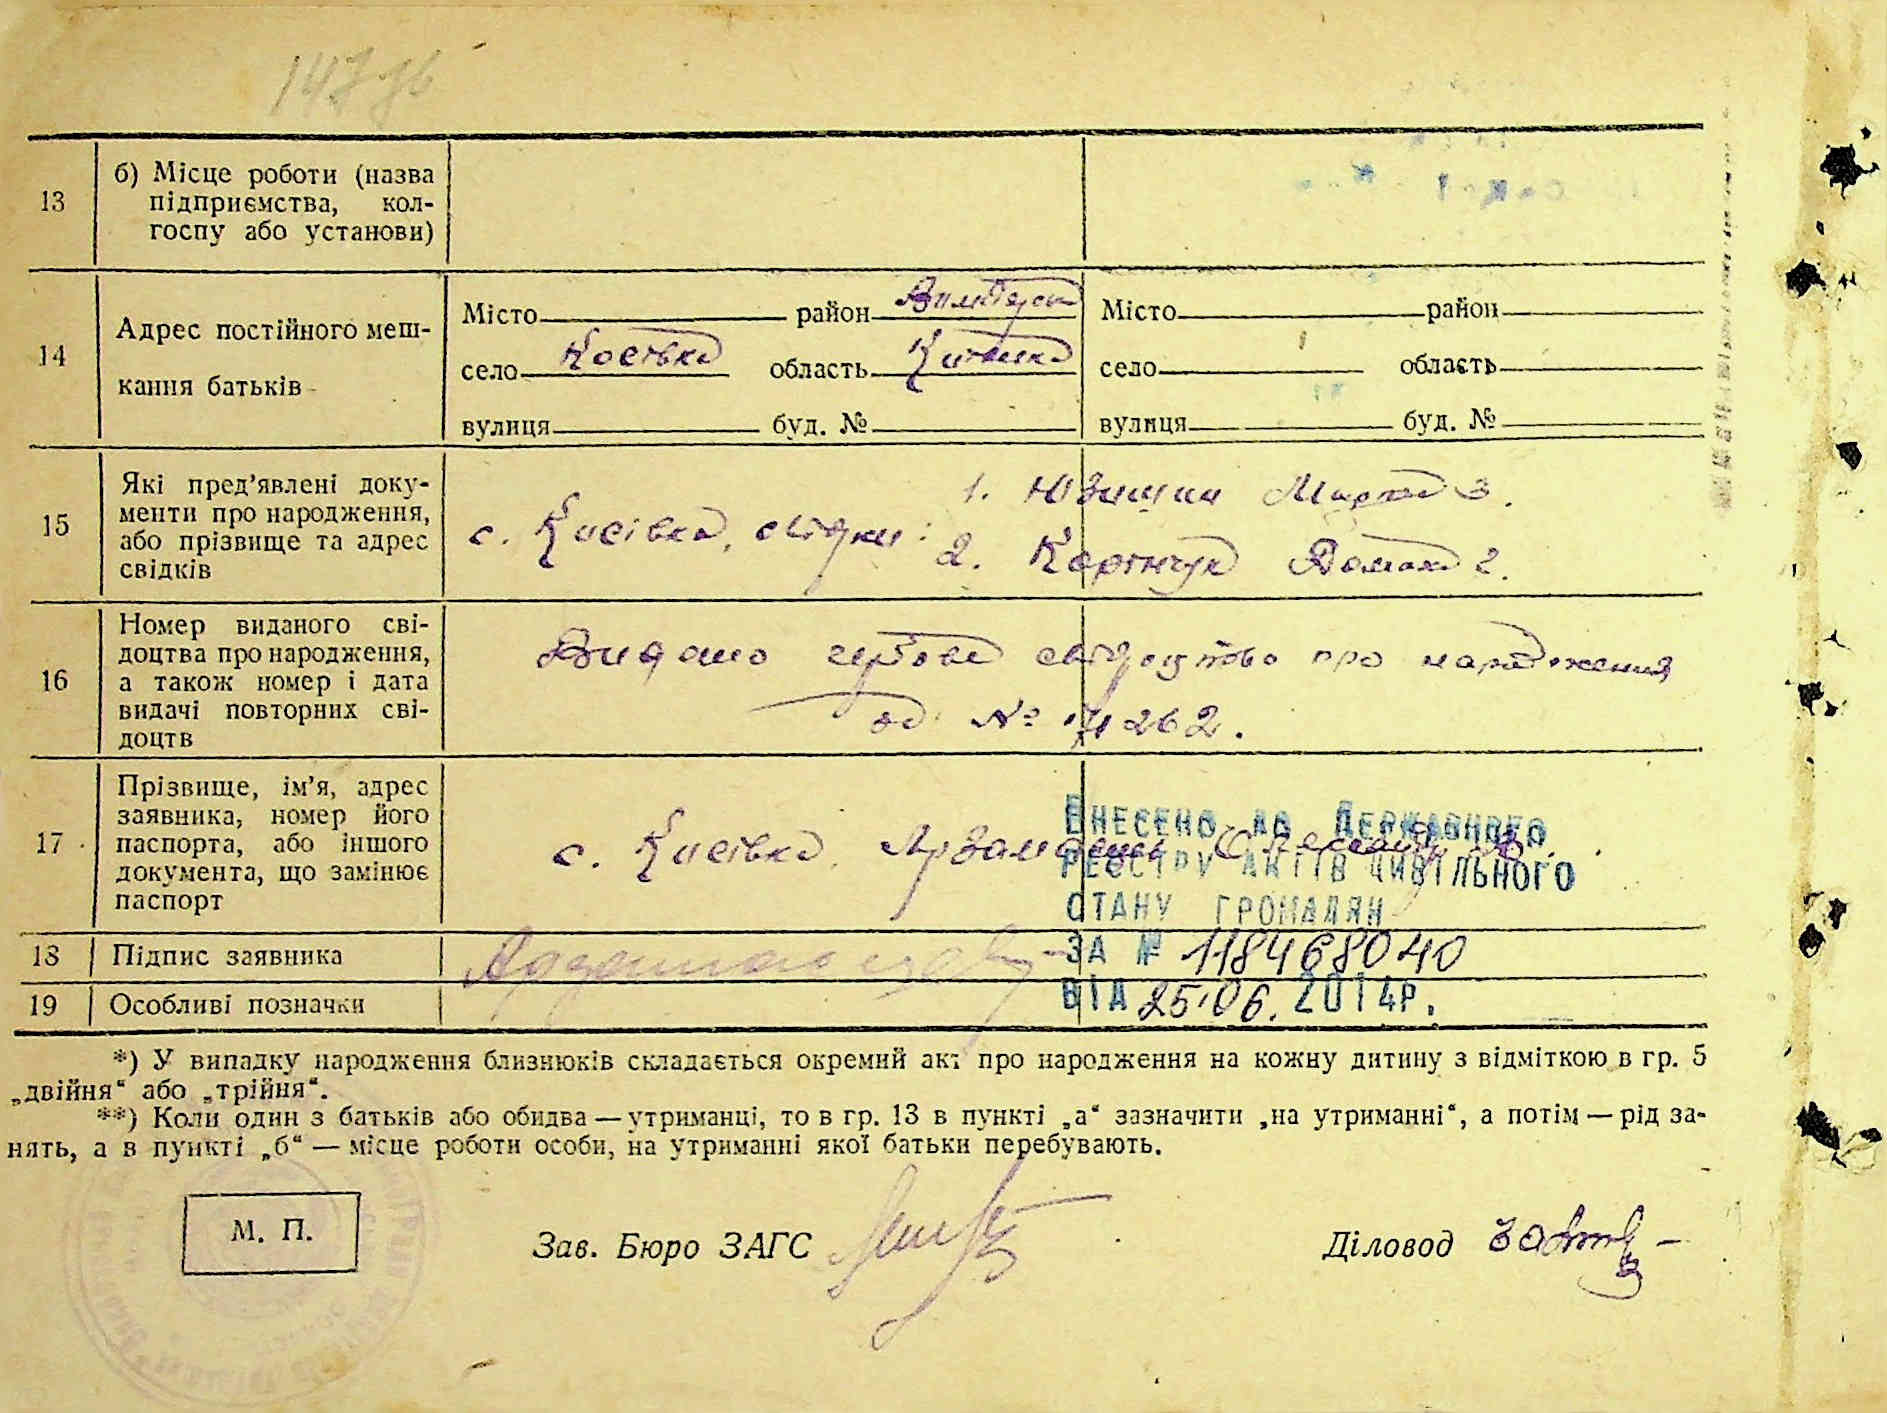 147 зв
13
б) Місце роботи (назва
підприємства, кол-
госпу або установи)
14
Адрес постійного меш-
кання батьків
Місто район
село область
вулиця буд. №
Місто район
село область
вулиця буд. №
15
Які пред’явлені доку-
менти про народження,
або прізвище та адрес
свідків
с. Кисівка, свідки:
1.
2.
16
Номер виданого сві-
доцтва про народження,
а також номер і дата
видачі повторних сві-
доцтв
Видано гербове свідоцтво про народження
№ 262.
17
Прізвище, ім’я, адрес
заявника, номер його
паспорта, або іншого
документа, що замінює
паспорт
с. Кисівка,
Внесено до Державного
реєстру актів цивільного
стану громадян
за № 118468040
від 25.06.2014р.
18
Підпис заявника
19
Особливі позначки
*) У випадку народження близнюків складається окремий акт про народження на кожну дитину з відміткою в гр. 5
„двійня“ або „трійня“.
**) Коли один з батьків або обидва — утриманці, то в гр. 13 в пункті „а“ зазначити „на утриманні“, а потім — рід за-
нять, а в пункті „б“ — місце роботи особи, на утриманні якої батьки перебувають.
М. П.
Зав. Бюро ЗАГС
Діловод